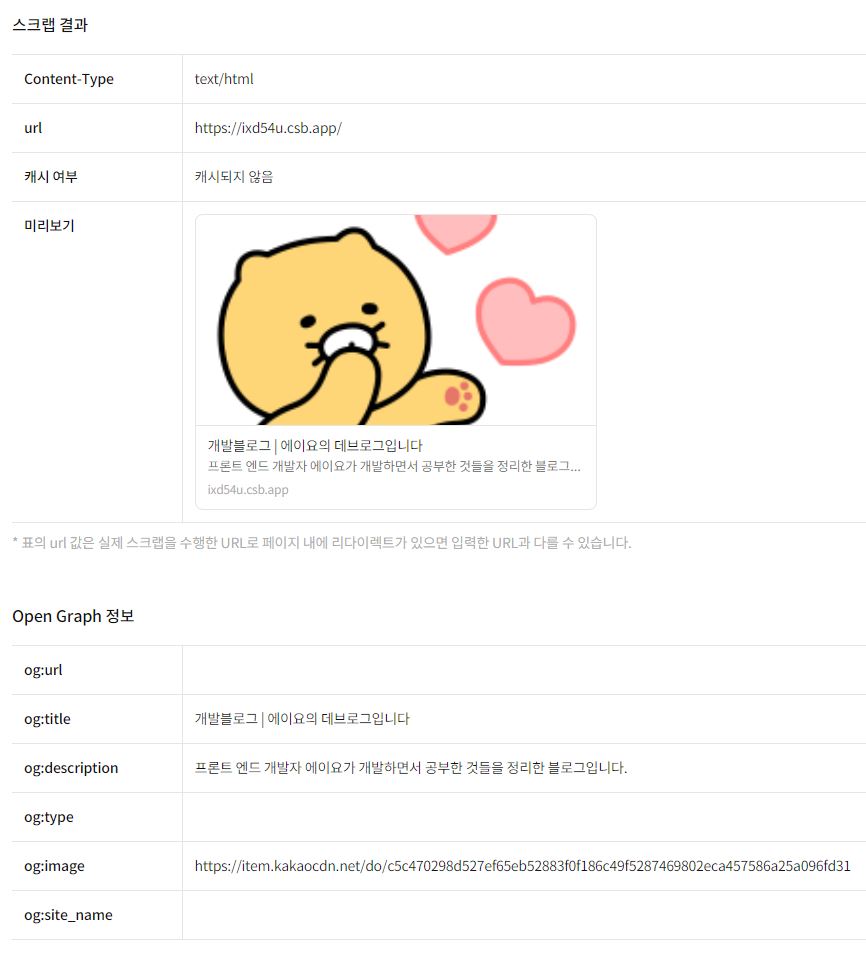 스크랩 결과
Content-Type
text/html
url
https://ixd54u.csb.app/
캐시 여부
캐시되지 않음
미리보기
개발블로그 | 에이요의 데브로그입니다
프론트 엔드 개발자 에이요가 개발하면서 공부한 것들을 정리한 블로그...
ixd54u.csb.app
* 표의 url 값은 실제 스크랩을 수행한 URL로 페이지 내에 리다이렉트가 있으면 입력한 URL과 다를 수 있습니다.
Open Graph 정보
og:url
og:title
개발블로그 | 에이요의 데브로그입니다
og:description
프론트 엔드 개발자 에이요가 개발하면서 공부한 것들을 정리한 블로그입니다.
og:type
og:image
https://item.kakaocdn.net/do/c5c470298d527ef65eb52883f0f186c49f5287469802eca457586a25a096fd31
og:site_name